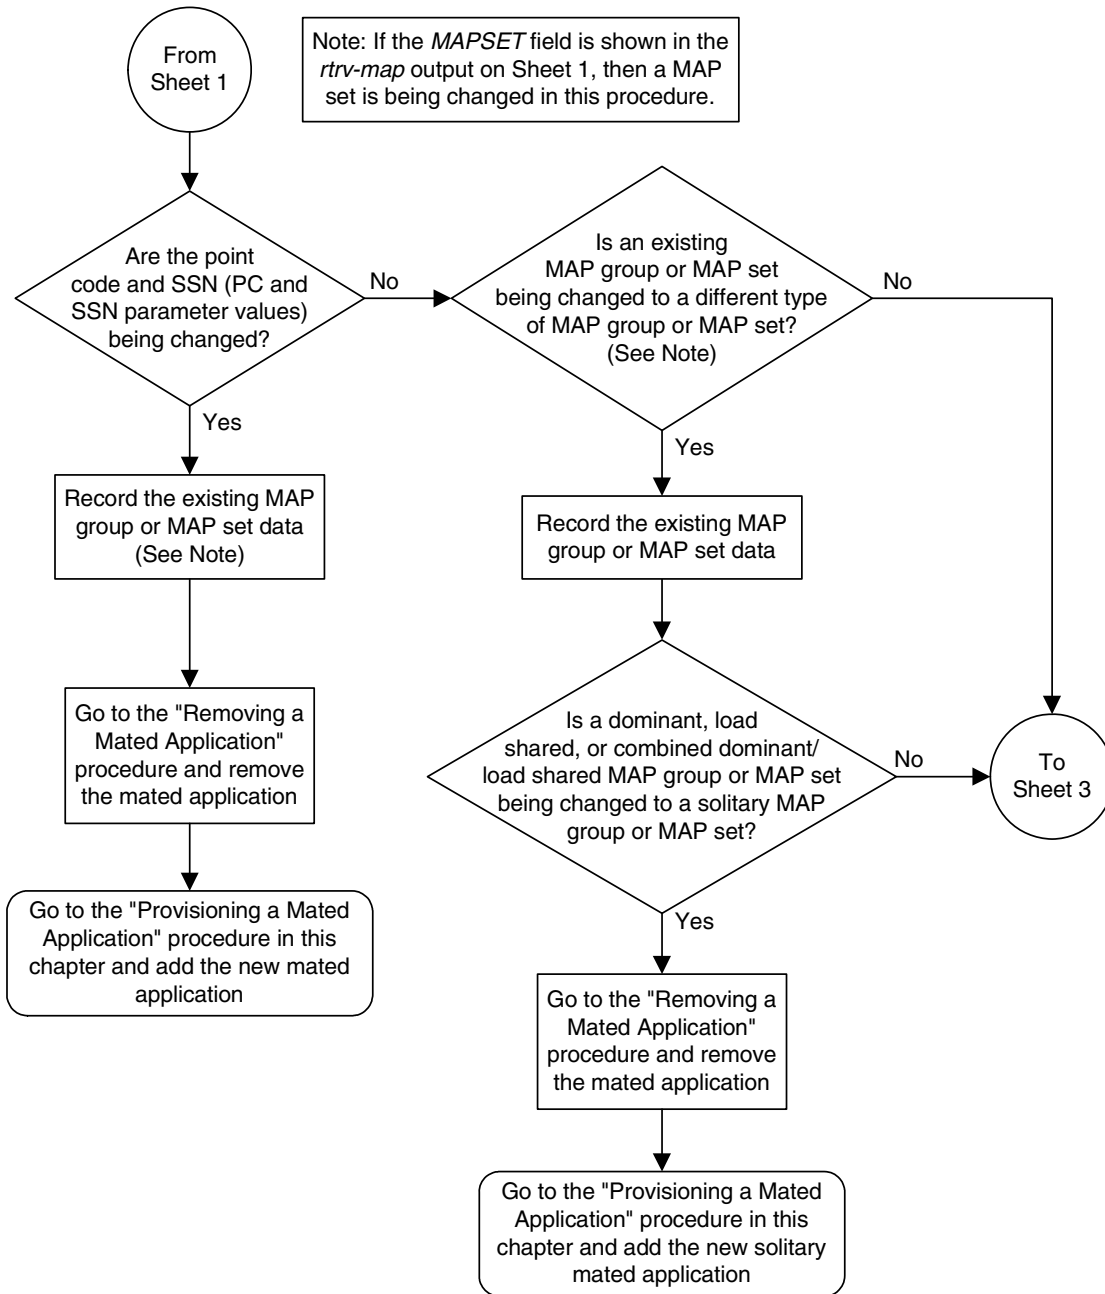 From
Sheet 1
Note: If the MAPSET field is shown in the
rtrv-map output on Sheet 1, then a MAP
set is being changed in this procedure.
Are the point
code and SSN (PC and
SSN parameter values)
being changed?
No
Yes
Is an existing
MAP group or MAP set
being changed to a different type
of MAP group or MAP set?
(See Note)
No
Yes
Record the existing MAP
group or MAP set data
(See Note)
Record the existing MAP
group or MAP set data
Go to the "Removing a
Mated Application"
procedure and remove
the mated application
Is a dominant, load
shared, or combined dominant/
load shared MAP group or MAP set
being changed to a solitary MAP
group or MAP set?
No
Yes
To
Sheet 3
Go to the "Provisioning a Mated
Application" procedure in this
chapter and add the new mated
application
Go to the "Removing a
Mated Application"
procedure and remove
the mated application
Go to the "Provisioning a Mated
Application" procedure in this
chapter and add the new solitary
mated application